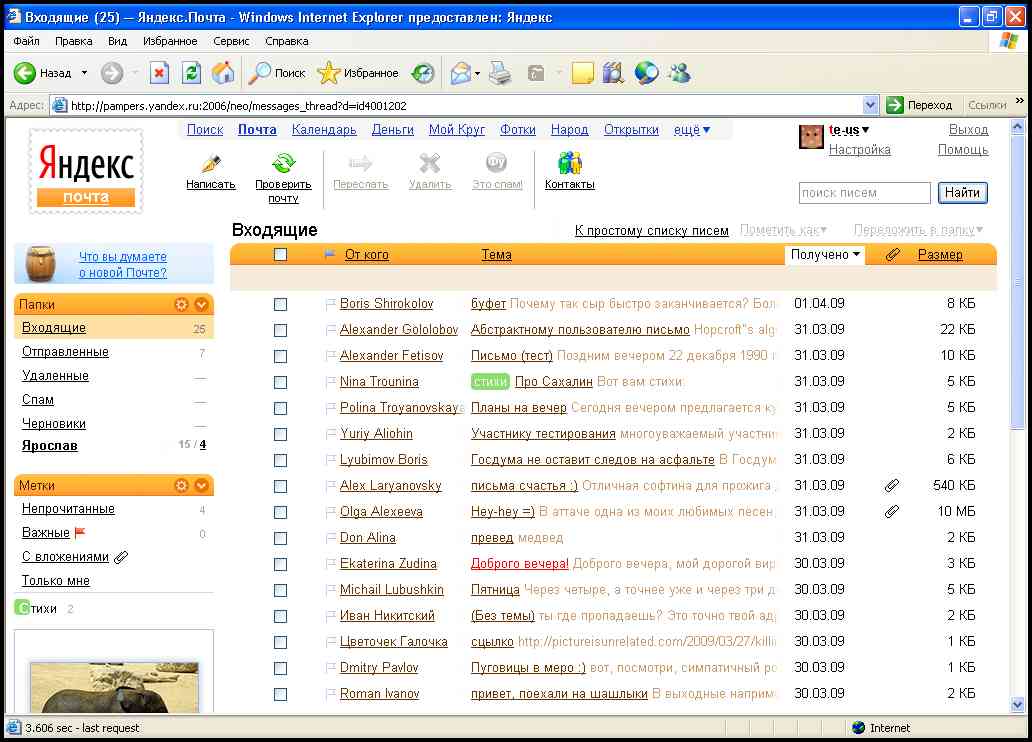 Входящие (25) — Яндекс.Почта - Windows Internet Explorer предоставлен: Яндекс
Файл Правка Вид Избранное Сервис Справка
Назад Поиск Избранное
Адрес: http://pampers.yandex.ru:2006/neo/messages_thread?d=id4001202 Переход Ссылки »
Яндекс
почта
Поиск Почта Календарь Деньги Мой Круг Фотки Народ Открытки ещё
te-us Выход
Настройка Помощь
Написать Проверить почту Переслать Удалить Фу Это спам! Контакты
поиск писем Найти
Что вы думаете
о новой Почте?
Входящие К простому списку писем Пометить как Переложить в папку
От кого Тема Получено Размер
Папки
Входящие 25
Отправленные 7
Удаленные —
Спам —
Черновики —
Ярослав 15 / 4
Метки
Непрочитанные 4
Важные 0
С вложениями
Только мне
Стихи 2
Boris Shirokolov буфет Почему так сыр быстро заканчивается? Бол 01.04.09 8 КБ
Alexander Gololobov Абстрактному пользователю письмо Hopcroft"s alg 31.03.09 22 КБ
Alexander Fetisov Письмо (тест) Поздним вечером 22 декабря 1990 г 31.03.09 10 КБ
Nina Trounina стихи Про Сахалин Вот вам стихи: 31.03.09 5 КБ
Polina Troyanovskaya Планы на вечер Сегодня вечером предлагается ку 31.03.09 5 КБ
Yuriy Aliohin Участнику тестирования многоуважаемый участни 31.03.09 2 КБ
Lyubimov Boris Госдума не оставит следов на асфальте В Госдум 31.03.09 6 КБ
Alex Laryanovsky письма счастья :) Отличная софтина для прожига 31.03.09 540 КБ
Olga Alexeeva Hey-hey =) В аттаче одна из моих любимых песен 31.03.09 10 МБ
Don Alina превед медвед 31.03.09 2 КБ
Ekaterina Zudina Доброго вечера! Доброго вечера, мой дорогой вир 30.03.09 3 КБ
Michail Lubushkin Пятница Через четыре, а точнее уже и через три д 30.03.09 5 КБ
Иван Никитский (Без темы) ты где пропадаешь? Это точно твой ад 30.03.09 2 КБ
Цветочек Галочка сцылко http://pictureisunrelated.com/2009/03/27/killi 30.03.09 1 КБ
Dmitry Pavlov Пуговицы в меро :) вот, посмотри, симпатичный ро 30.03.09 1 КБ
Roman Ivanov привет, поехали на шашлыки В выходные наприм 30.03.09 2 КБ
3.606 sec - last request Internet